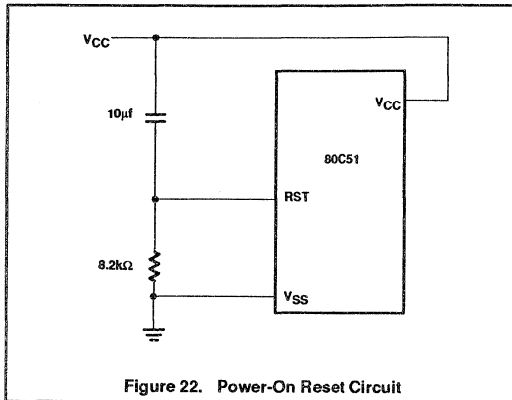 VCC
VCC
10µf
80C51
RST
8.2kΩ
VSS
Figure 22. Power-On Reset Circuit